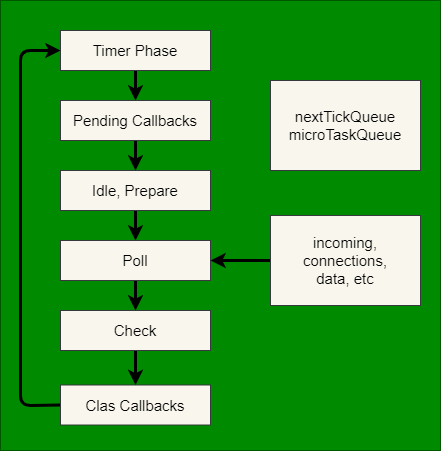 Timer Phase
Pending Callbacks
Idle, Prepare
Poll
Check
Clas Callbacks
nextTickQueue
microTaskQueue
incoming,
connections,
data, etc